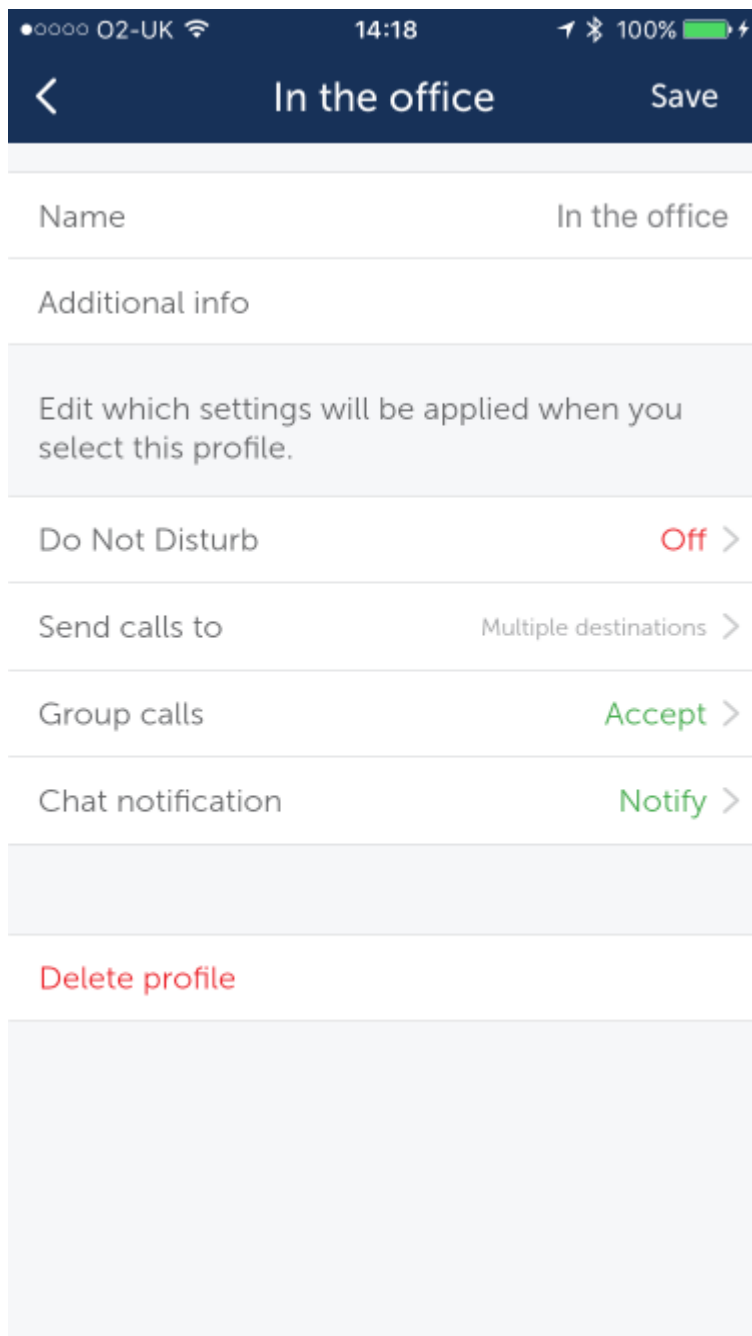 O2-UK 14:18 100%
In the office Save
Name In the office
Additional info
Edit which settings will be applied when you
select this profile.
Do Not Disturb Off
Send calls to Multiple destinations
Group calls Accept
Chat notification Notify
Delete profile